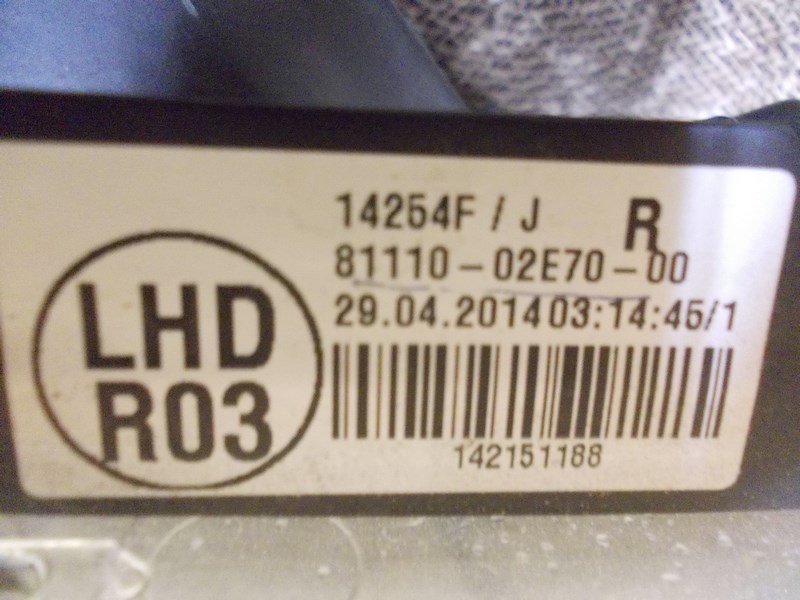 14254F / J R
81110-02E70-00
29.04.2014 03:14:45/1
LHD
R03
142151188